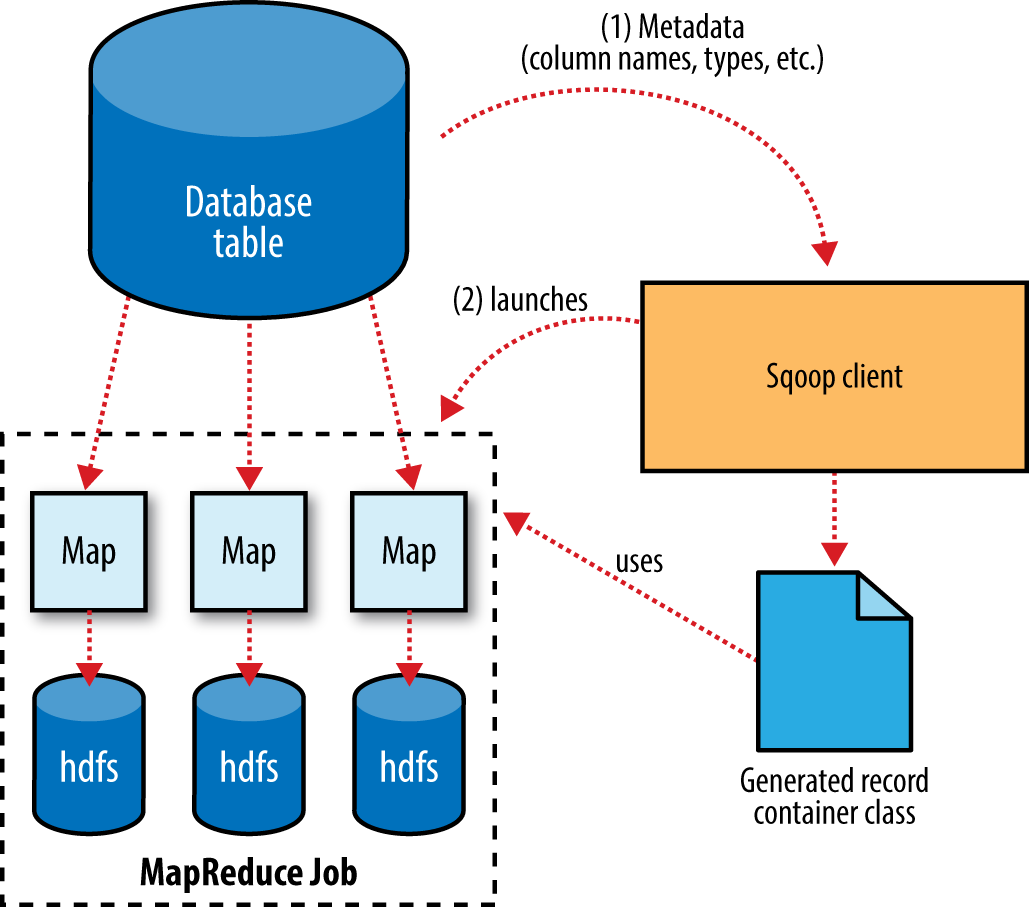 (1) Metadata
(column names, types, etc.)
Database
table
(2) launches
Sqoop client
Map
Map
Map
uses
hdfs
hdfs
hdfs
Generated record
container class
MapReduce Job